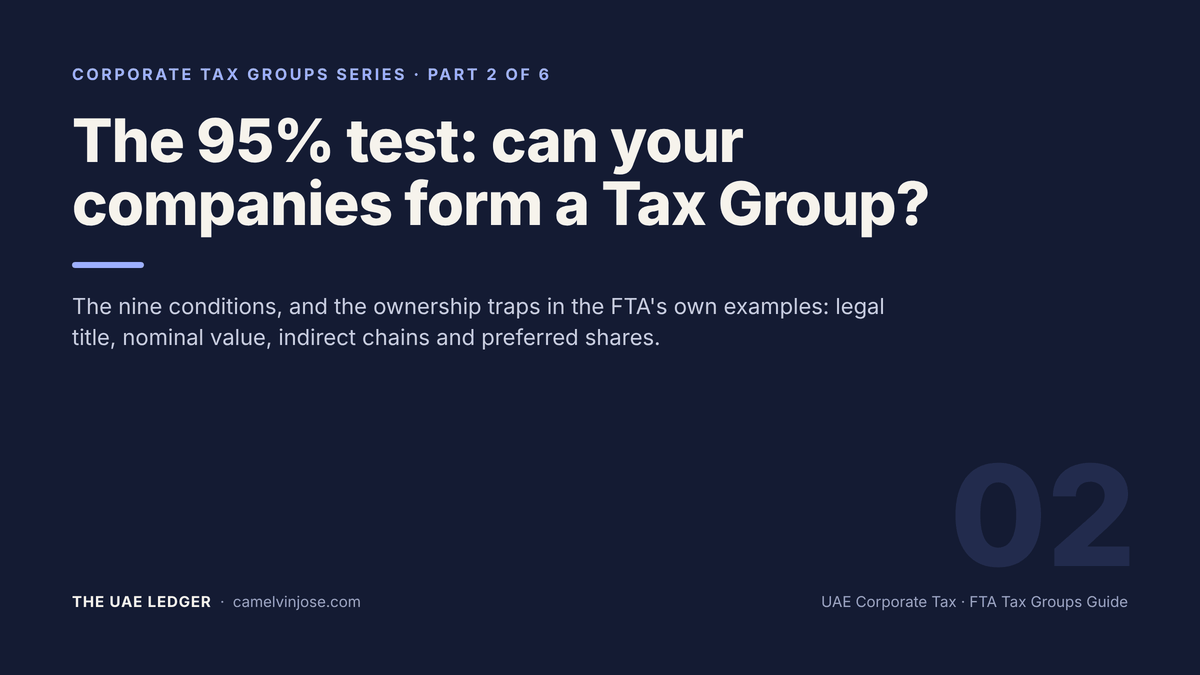 CORPORATE TAX GROUPS SERIES · PART 2 OF 6
The 95% test: can your
companies form a Tax Group?
The nine conditions, and the ownership traps in the FTA's own examples: legal
title, nominal value, indirect chains and preferred shares.
02
THE UAE LEDGER · camelvinjose.com
UAE Corporate Tax · FTA Tax Groups Guide